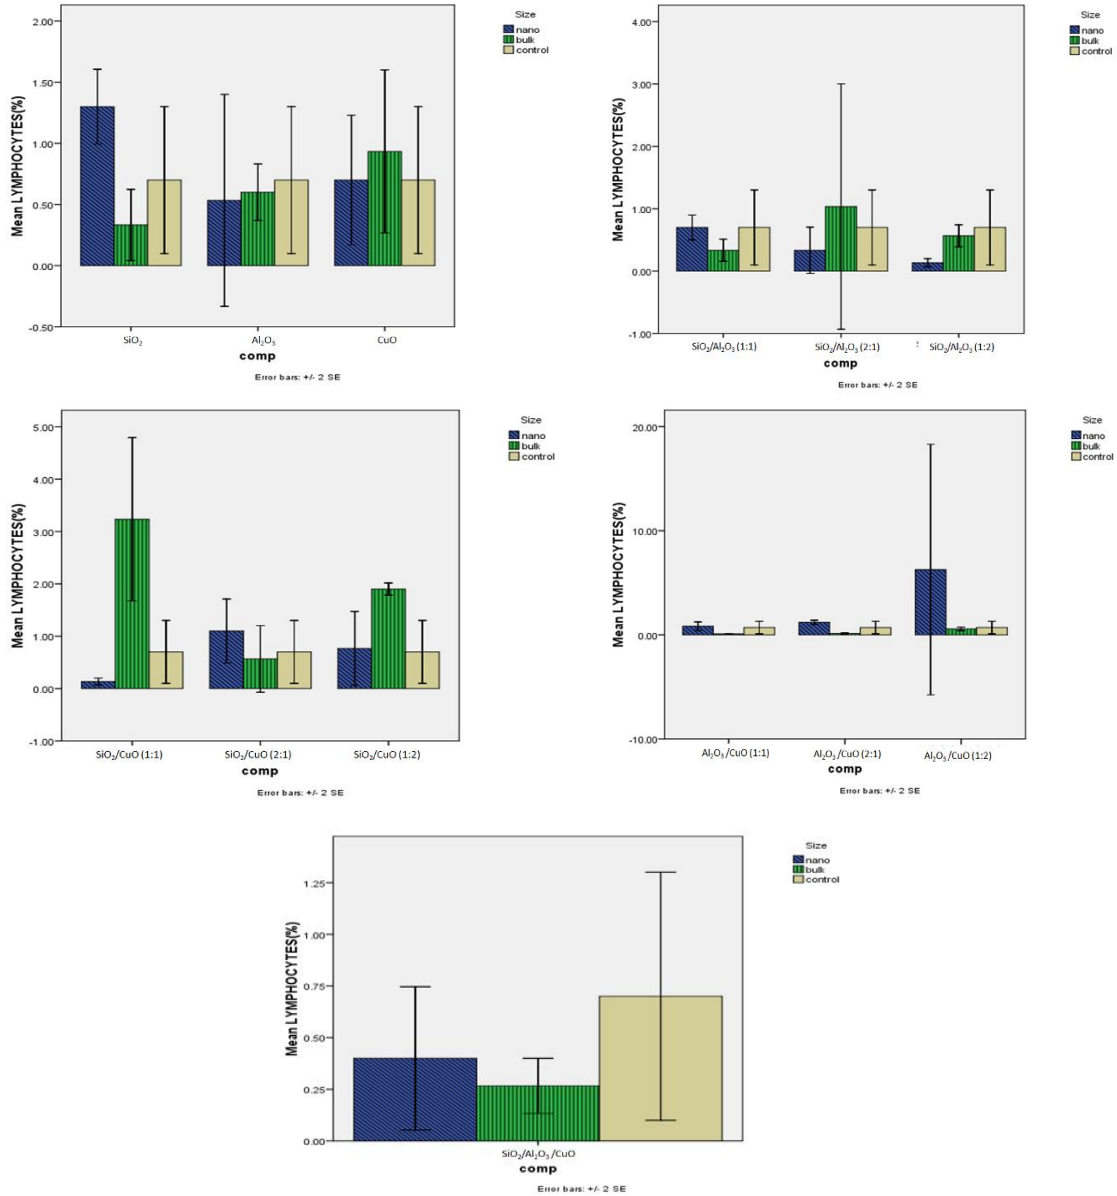 Size
nano
bulk
control
Mean LYMPHOCYTES(%)
2.00
1.50
1.00
0.50
0.00
-0.50
SiO₂
Al₂O₃
CuO
comp
Error bars: +/- 2 SE
Size
nano
bulk
control
Mean LYMPHOCYTES(%)
4.00
3.00
2.00
1.00
0.00
-1.00
SiO₂/Al₂O₃ (1:1)
SiO₂/Al₂O₃ (2:1)
SiO₂/Al₂O₃ (1:2)
comp
Error bars: +/- 2 SE
Size
nano
bulk
control
Mean LYMPHOCYTES(%)
5.00
4.00
3.00
2.00
1.00
0.00
-1.00
SiO₂/CuO (1:1)
SiO₂/CuO (2:1)
SiO₂/CuO (1:2)
comp
Error bars: +/- 2 SE
Size
nano
bulk
control
Mean LYMPHOCYTES(%)
20.00
10.00
0.00
-10.00
Al₂O₃/CuO (1:1)
Al₂O₃/CuO (2:1)
Al₂O₃/CuO (1:2)
comp
Error bars: +/- 2 SE
Size
nano
bulk
control
Mean LYMPHOCYTES(%)
1.25
1.00
0.75
0.50
0.25
0.00
SiO₂/Al₂O₃/CuO
comp
Error bars: +/- 2 SE